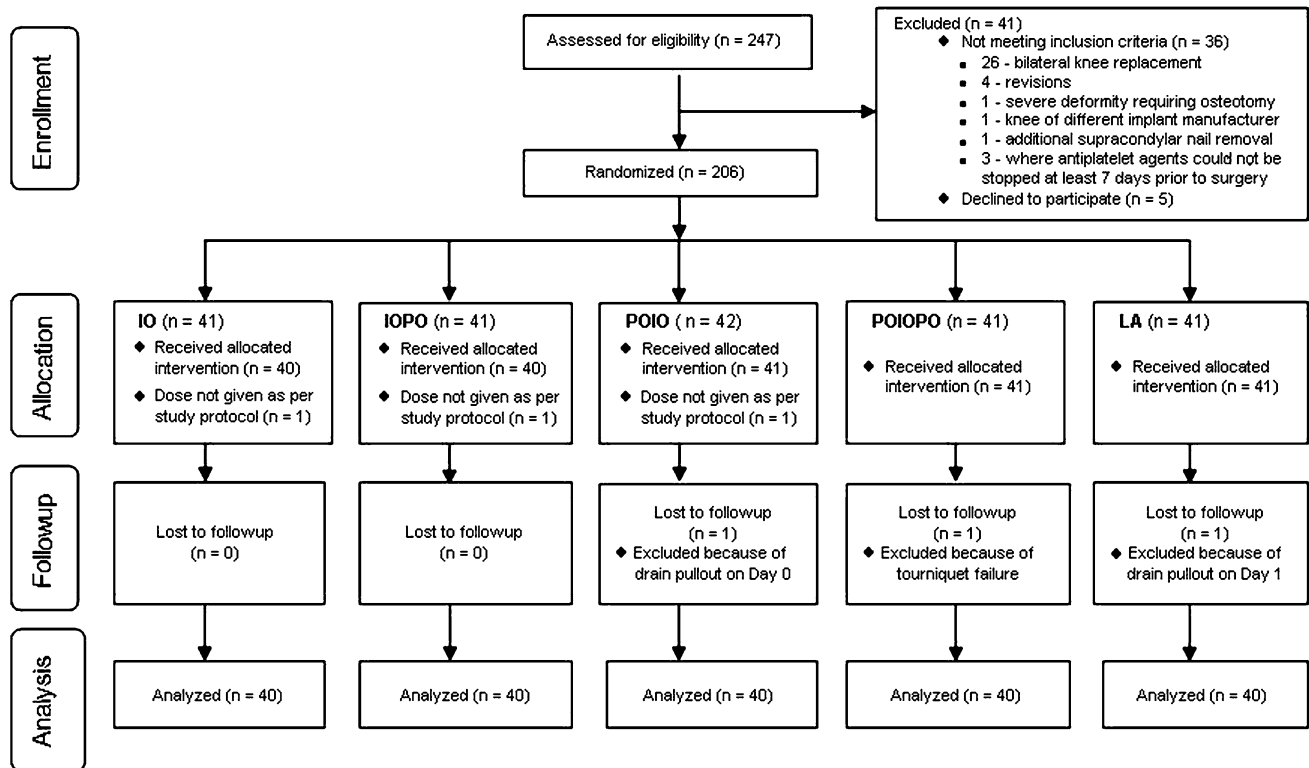 Enrollment
Assessed for eligibility (n = 247)
Excluded (n = 41)
◆ Not meeting inclusion criteria (n = 36)
▪ 26 - bilateral knee replacement
▪ 4 - revisions
▪ 1 - severe deformity requiring osteotomy
▪ 1 - knee of different implant manufacturer
▪ 1 - additional supracondylar nail removal
▪ 3 - where antiplatelet agents could not be
stopped at least 7 days prior to surgery
◆ Declined to participate (n = 5)
Randomized (n = 206)
Allocation
IO (n = 41)
◆ Received allocated
intervention (n = 40)
◆ Dose not given as per
study protocol (n = 1)
IOPO (n = 41)
◆ Received allocated
intervention (n = 40)
◆ Dose not given as per
study protocol (n = 1)
POIO ( n = 42)
◆ Received allocated
intervention (n = 41)
◆ Dose not given as per
study protocol (n = 1)
POIOPO (n = 41)
◆ Received allocated
intervention (n = 41)
LA (n = 41)
◆ Received allocated
intervention (n = 41)
Followup
Lost to followup
(n = 0)
Lost to followup
(n = 0)
Lost to followup
(n = 1)
◆ Excluded because of
drain pullout on Day 0
Lost to followup
(n = 1)
◆ Excluded because of
tourniquet failure
Lost to followup
(n = 1)
◆ Excluded because of
drain pullout on Day 1
Analysis
Analyzed (n = 40)
Analyzed (n = 40)
Analyzed (n = 40)
Analyzed (n = 40)
Analyzed (n = 40)